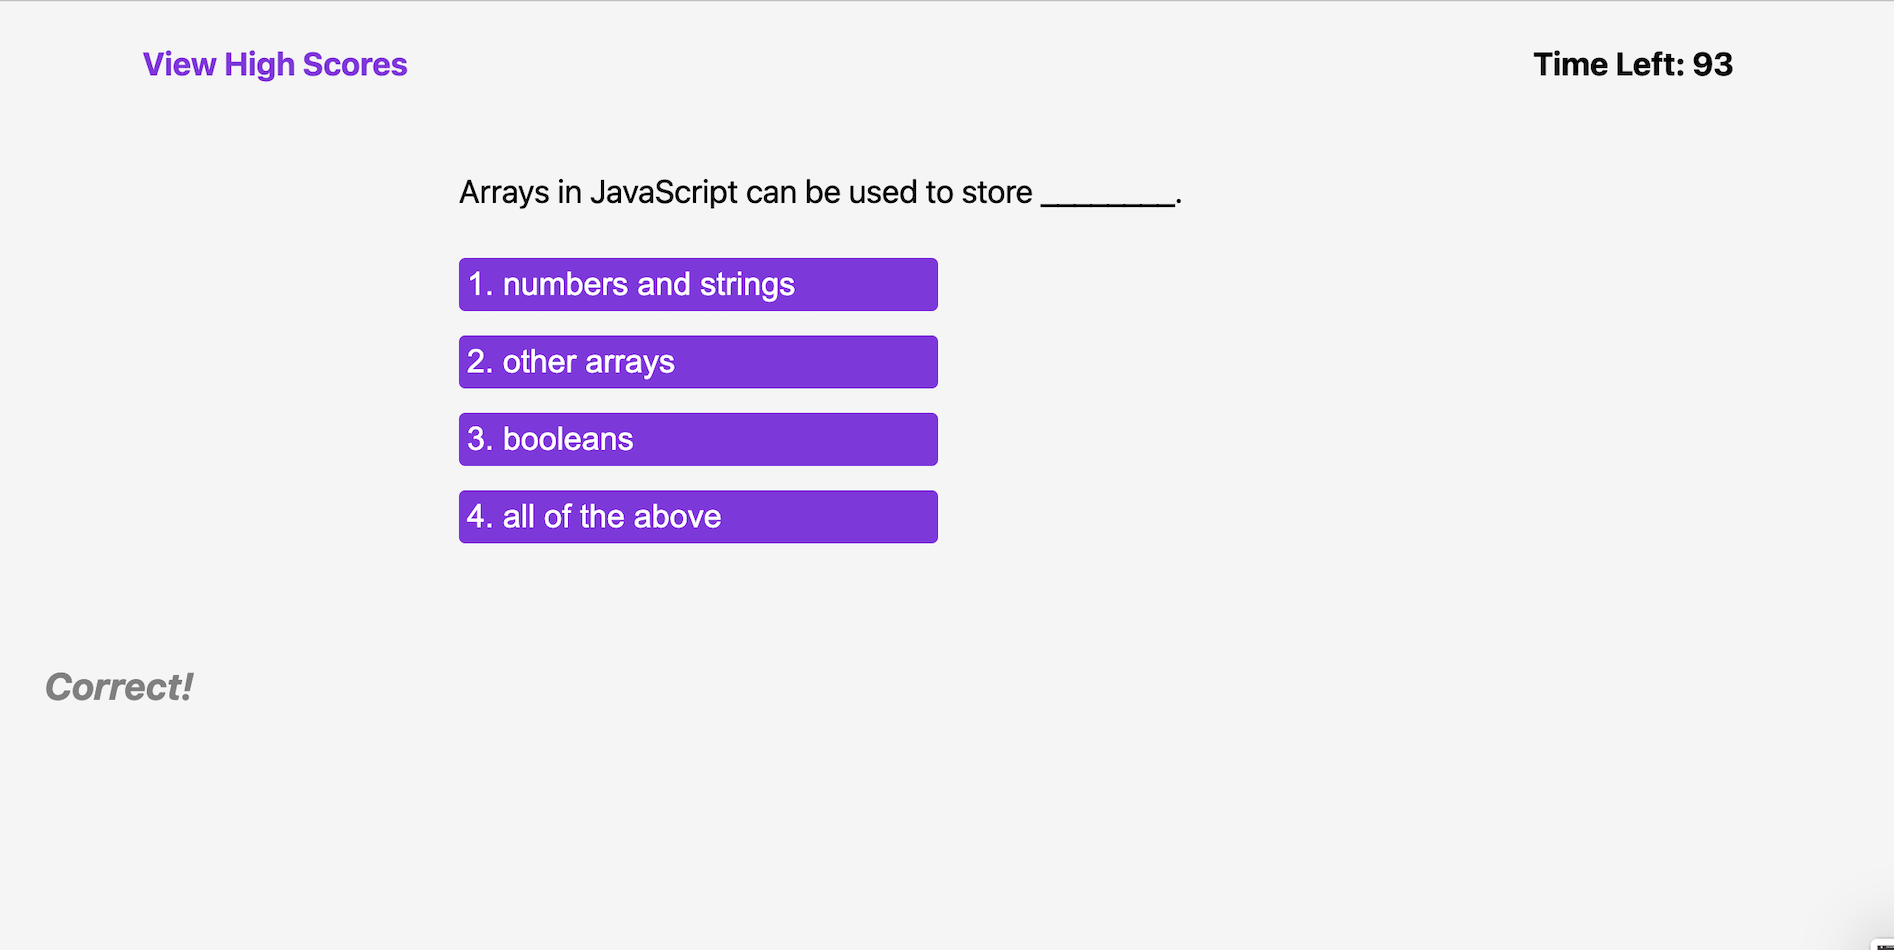 View High Scores
Time Left: 93
Arrays in JavaScript can be used to store ________.
1. numbers and strings
2. other arrays
3. booleans
4. all of the above
Correct!